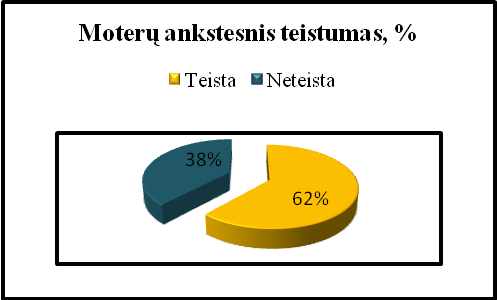 Moterų ankstesnis teistumas, %
Teista Neteista
38%
62%